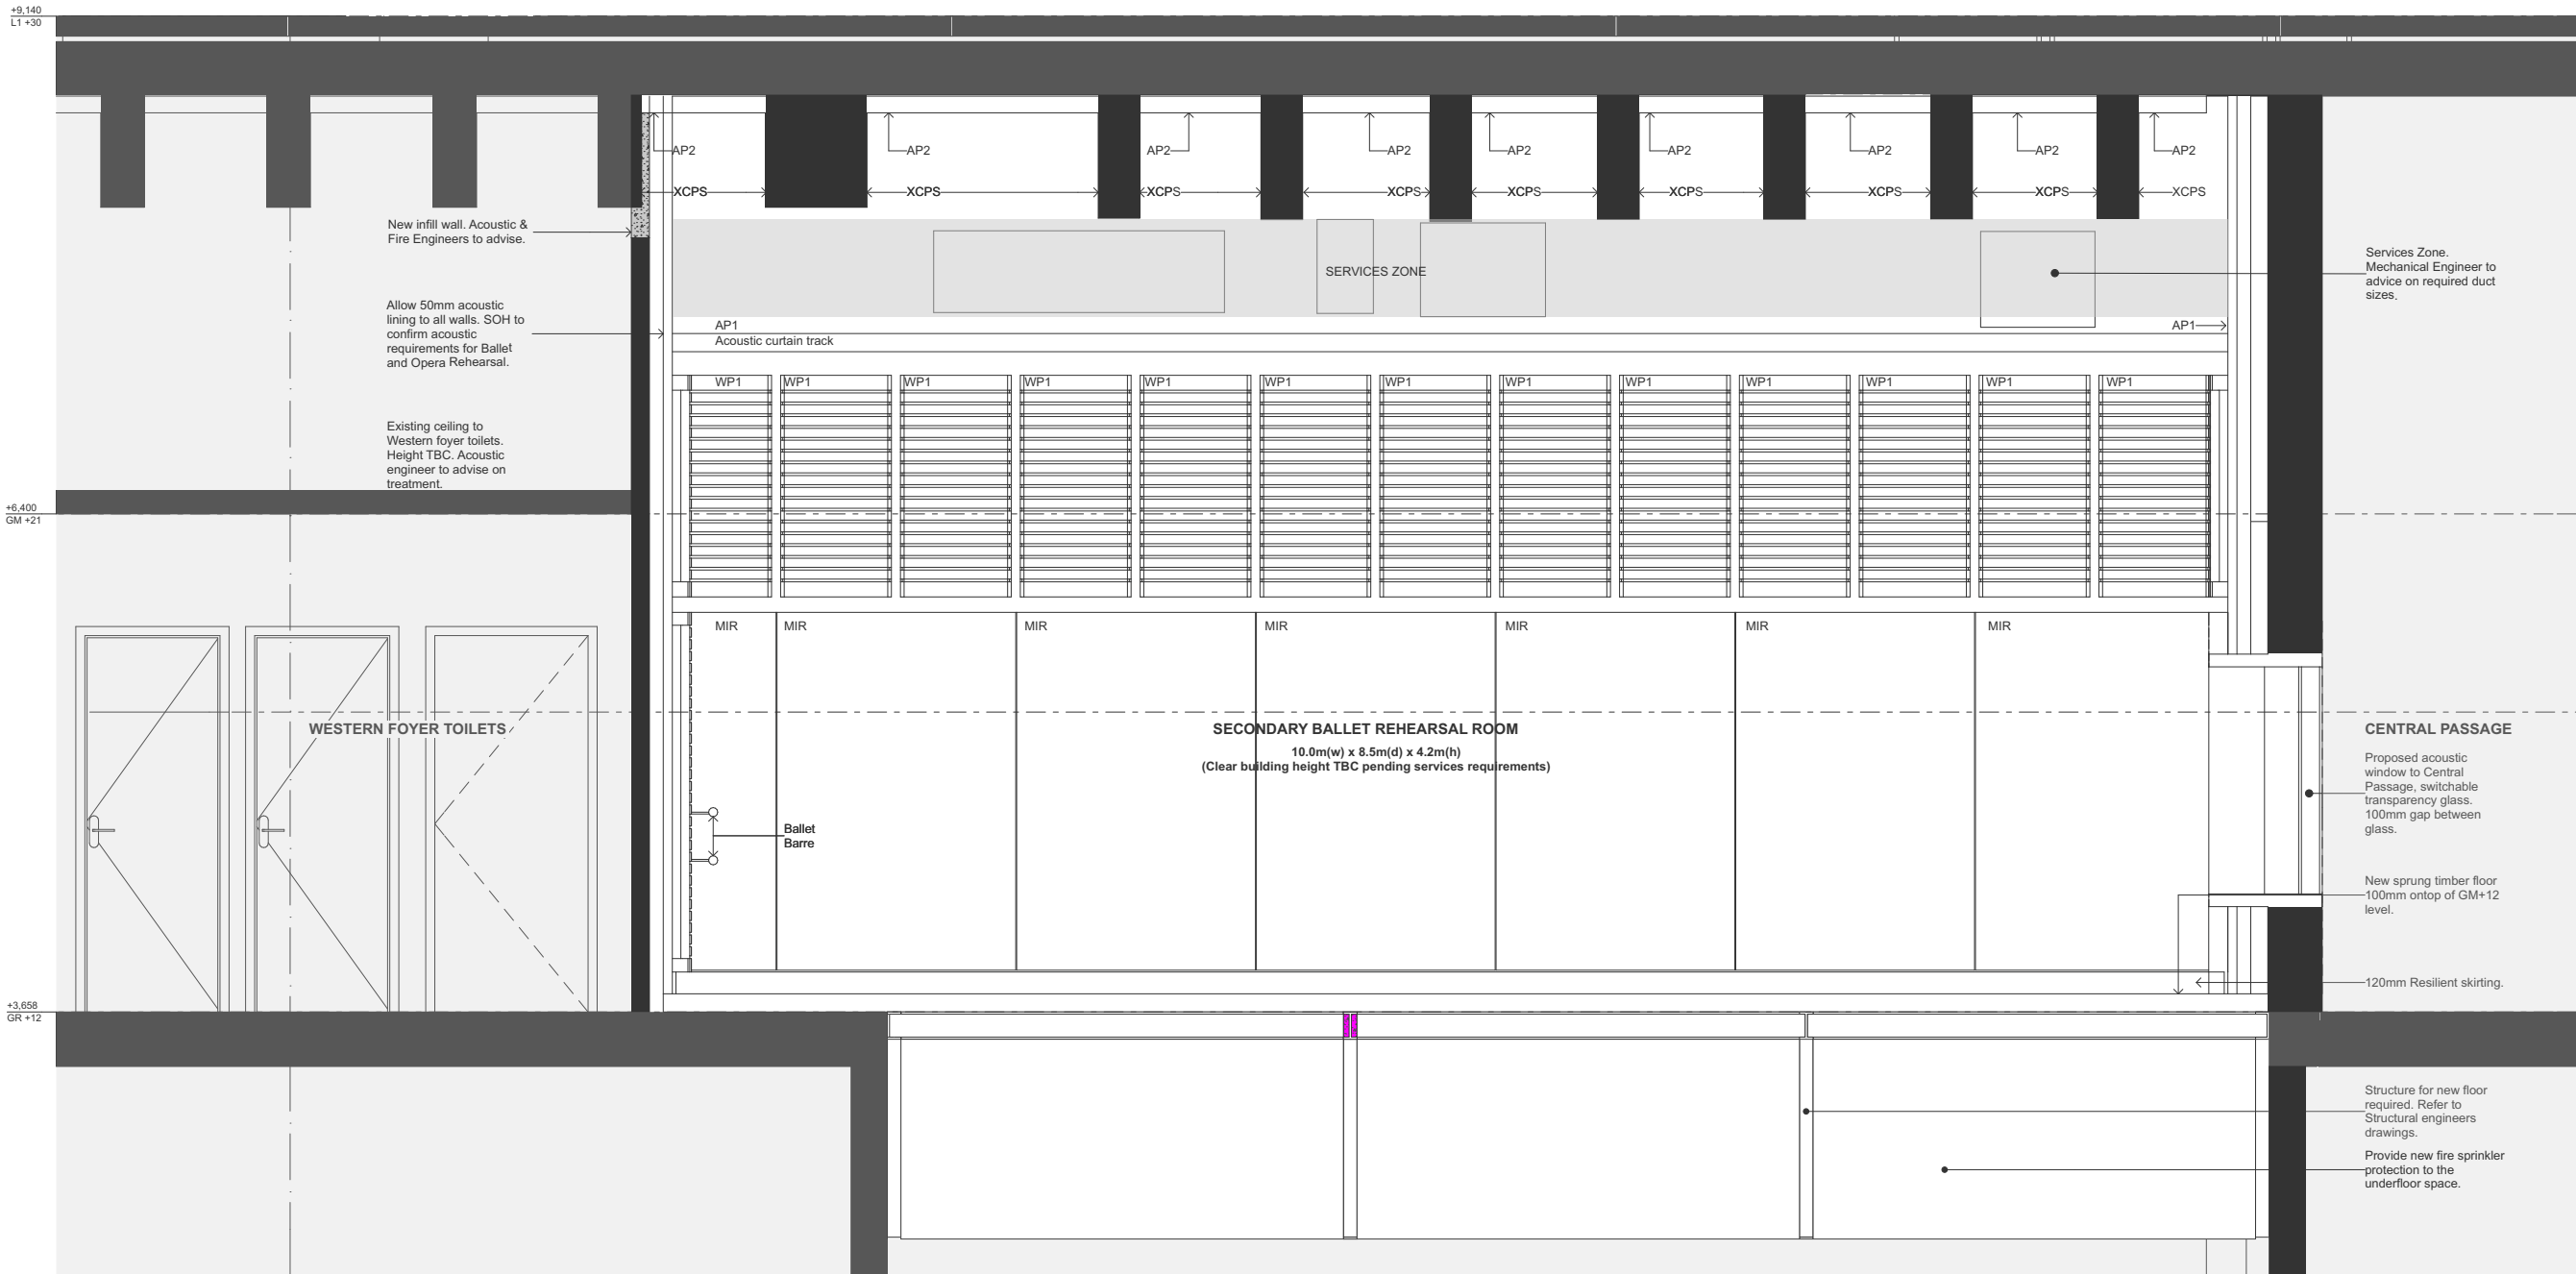 +9,140
L1 +30
AP2
AP2
AP2
AP2
AP2
AP2
AP2
AP2
AP2
XCPS
XCPS
XCPS
XCPS
XCPS
XCPS
XCPS
XCPS
XCPS
New infill wall. Acoustic &
Fire Engineers to advise.
SERVICES ZONE
Services Zone.
Mechanical Engineer to
advice on required duct
sizes.
Allow 50mm acoustic
lining to all walls. SOH to
confirm acoustic
requirements for Ballet
and Opera Rehearsal.
AP1
AP1
Acoustic curtain track
WP1
WP1
WP1
WP1
WP1
WP1
WP1
WP1
WP1
WP1
WP1
WP1
WP1
Existing ceiling to
Western foyer toilets.
Height TBC. Acoustic
engineer to advise on
treatment.
+6,400
GM +21
MIR
MIR
MIR
MIR
MIR
MIR
MIR
WESTERN FOYER TOILETS
SECONDARY BALLET REHEARSAL ROOM
10.0m(w) x 8.5m(d) x 4.2m(h)
(Clear building height TBC pending services requirements)
CENTRAL PASSAGE
Proposed acoustic
window to Central
Passage, switchable
transparency glass.
100mm gap between
glass.
Ballet
Barre
New sprung timber floor
100mm ontop of GM+12
level.
120mm Resilient skirting.
+3,658
GR +12
Structure for new floor
required. Refer to
Structural engineers
drawings.
Provide new fire sprinkler
protection to the
underfloor space.